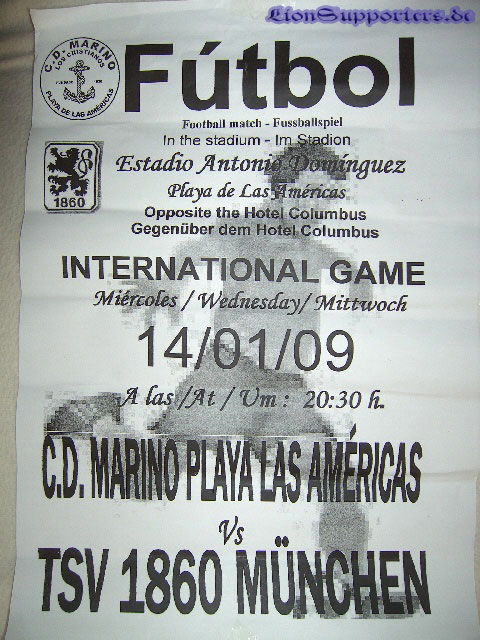 LionSupporters.de
C.D. MARINO
LOS CRISTIANOS
PLAYA DE LAS AMÉRICAS
Fútbol
Football match - Fussballspiel
In the stadium - Im Stadion
Estadio Antonio Domínguez
Playa de Las Américas
1860
Opposite the Hotel Columbus
Gegenüber dem Hotel Columbus
INTERNATIONAL GAME
Miércoles / Wednesday/ Mittwoch
14/01/09
A las /At / Um : 20:30 h.
C.D. MARINO PLAYA LAS AMÉRICAS
Vs
TSV 1860 MÜNCHEN